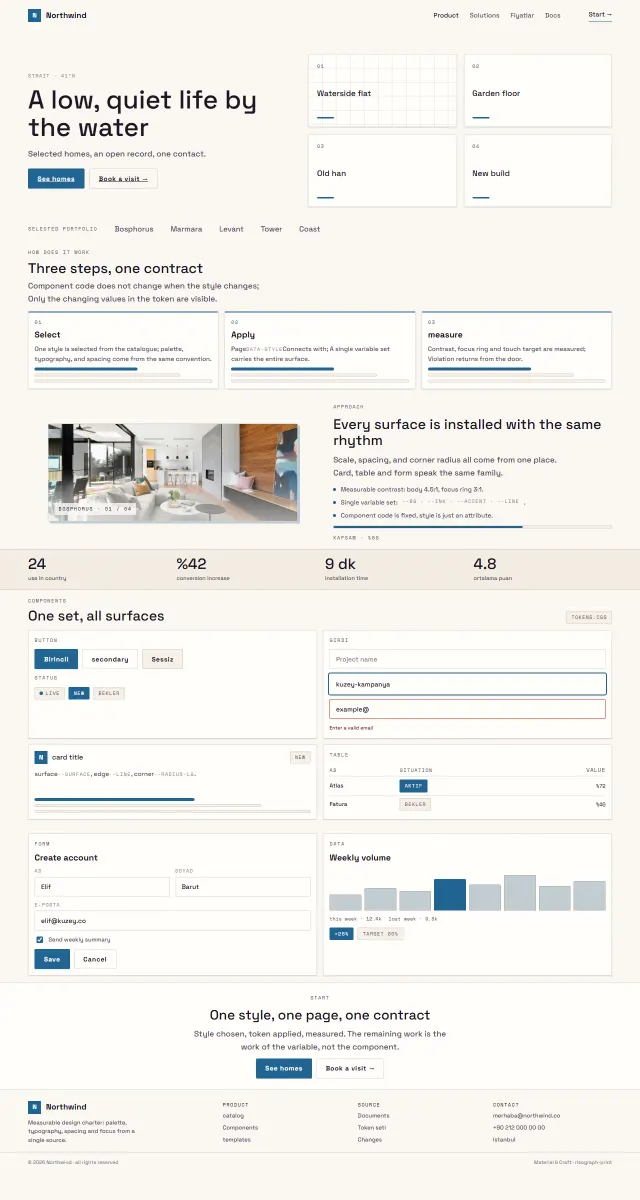 N Northwind
Product Solutions Fiyatlar Docs Start →
STRAIT · 41°N
A low, quiet life by
the water
Selected homes, an open record, one contact.
See homes Book a visit →
01
Waterside flat
02
Garden floor
03
Old han
04
New build
SELECTED PORTFOLIO Bosphorus Marmara Levant Tower Coast
HOW DOES IT WORK
Three steps, one contract
Component code does not change when the style changes;
Only the changing values in the token are visible.
01
Select
One style is selected from the catalogue; palette,
typography, and spacing come from the same convention.
02
Apply
PageDATA-STYLEConnects with; A single variable set
carries the entire surface.
03
measure
Contrast, focus ring and touch target are measured;
Violation returns from the door.
BOSPHORUS · 01 / 04
APPROACH
Every surface is installed with the same
rhythm
Scale, spacing, and corner radius all come from one place.
Card, table and form speak the same family.
Measurable contrast: body 4.5:1, focus ring 3:1.
Single variable set: --BG · --INK · --ACCENT · --LINE .
Component code is fixed, style is just an attribute.
24
use in country
%42
conversion increase
9 dk
installation time
4.8
ortalama puan
COMPONENTS
One set, all surfaces
TOKENS.CSS
BUTTON
Birincil secondary Sessiz
STATUS
LIVE NEW BEKLER
GIRDI
Project name
kuzey-kampanya
example@
Enter a valid email
N card title NEW
surface--SURFACE, edge--LINE, corner--RADIUS-LG.
TABLE
AD SITUATION VALUE
Atlas AKTIF %72
Fatura BEKLER %40
FORM
Create account
AD SOYAD
Elif Barut
E-POSTA
elif@kuzey.co
Send weekly summary
Save Cancel
DATA
Weekly volume
this week · 12.4k last week · 9.8k
TARGET 90%
START
One style, one page, one contract
Style chosen, token applied, measured. The remaining work is the
work of the variable, not the component.
See homes Book a visit →
N Northwind
Measurable design charter: palette,
typography, spacing and focus from a
single source.
PRODUCT
catalog
Components
templates
SOURCE
Documents
Token seti
Changes
CONTACT
merhaba@northwind.co
+90 212 000 00 00
Istanbul
© 2026 Northwind · all rights reserved
Material & Craft · risograph-print